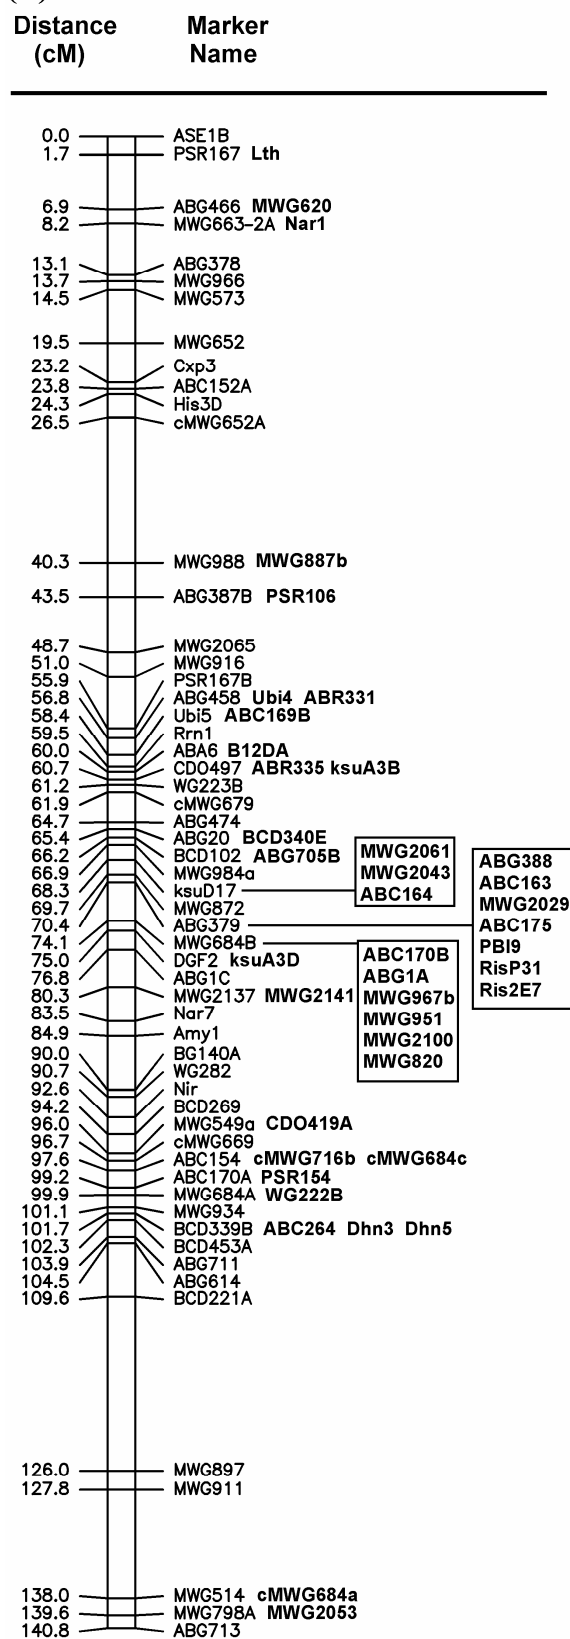 Distance Marker
(cM) Name
0.0 ASE1B
1.7 PSR167 Lth
6.9 ABG466 MWG620
8.2 MWG663-2A Nar1
13.1 ABG378
13.7 MWG966
14.5 MWG573
19.5 MWG652
23.2 Cxp3
23.8 ABC152A
24.3 His3D
26.5 cMWG652A
40.3 MWG988 MWG887b
43.5 ABG387B PSR106
48.7 MWG2065
51.0 MWG916
55.9 PSR167B
56.8 ABG458 Ubi4 ABR331
58.4 Ubi5 ABC169B
59.5 Rrn1
60.0 ABA6 B12DA
60.7 CDO497 ABR335 ksuA3B
61.2 WG223B
61.9 cMWG679
64.7 ABG474
65.4 ABG20 BCD340E
66.2 BCD102 ABG705B
66.9 MWG984a
68.3 ksuD17
69.7 MWG872
70.4 ABG379
74.1 MWG684B
75.0 DGF2 ksuA3D
76.8 ABG1C
80.3 MWG2137 MWG2141
83.5 Nar7
84.9 Amy1
90.0 BG140A
90.7 WG282
92.6 Nir
94.2 BCD269
96.0 MWG549a CDO419A
96.7 cMWG669
97.6 ABC154 cMWG716b cMWG684c
99.2 ABC170A PSR154
99.9 MWG684A WG222B
101.1 MWG934
101.7 BCD339B ABC264 Dhn3 Dhn5
102.3 BCD453A
103.9 ABG711
104.5 ABG614
109.6 BCD221A
126.0 MWG897
127.8 MWG911
138.0 MWG514 cMWG684a
139.6 MWG798A MWG2053
140.8 ABG713
MWG2061
MWG2043
ABC164
ABG388
ABC163
MWG2029
ABC175
PBI9
RisP31
Ris2E7
ABC170B
ABG1A
MWG967b
MWG951
MWG2100
MWG820